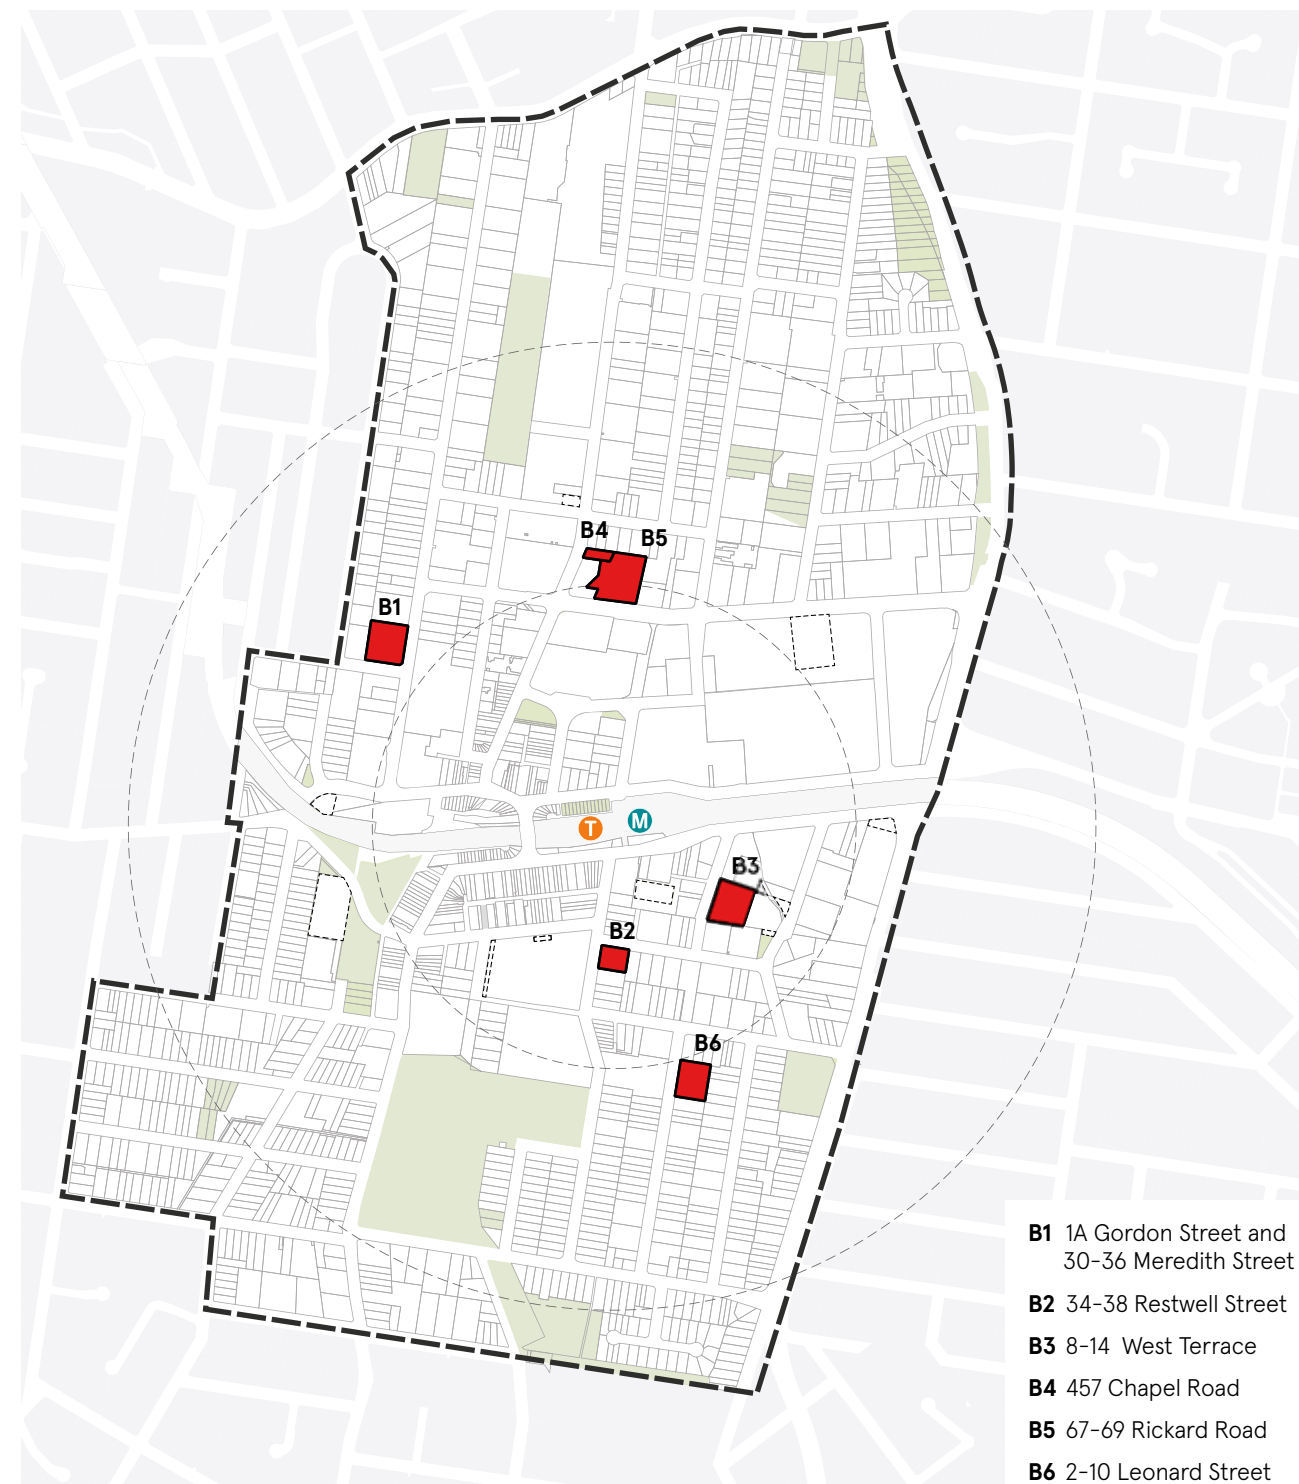 B4
B5
B1
T
M
B3
B2
B6
B1 1A Gordon Street and
30-36 Meredith Street
B2 34-38 Restwell Street
B3 8-14 West Terrace
B4 457 Chapel Road
B5 67-69 Rickard Road
B6 2-10 Leonard Street